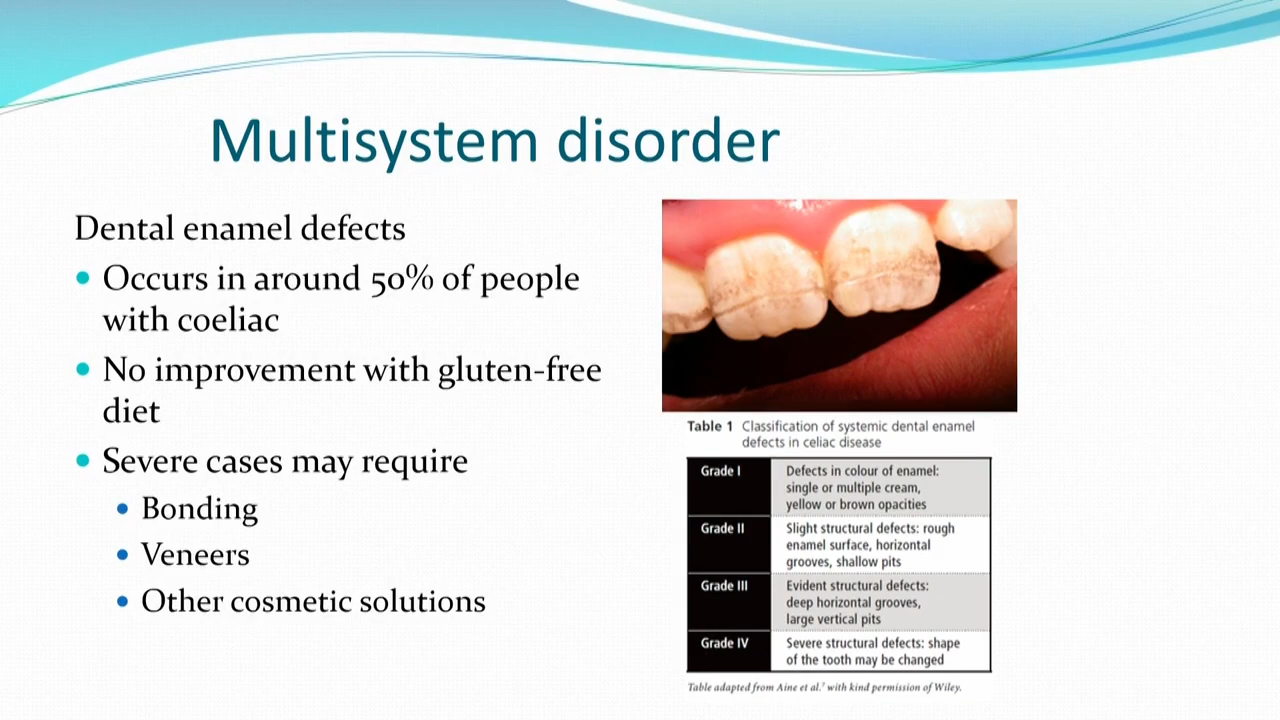 Multisystem disorder
Dental enamel defects
• Occurs in around 50% of people
with coeliac
• No improvement with gluten-free
diet
• Severe cases may require
• Bonding
• Veneers
• Other cosmetic solutions
Table 1 Classification of systemic dental enamel
defects in celiac disease
Grade I Defects in colour of enamel:
single or multiple cream,
yellow or brown opacities
Grade II Slight structural defects: rough
enamel surface, horizontal
grooves, shallow pits
Grade III Evident structural defects:
deep horizontal grooves,
large vertical pits
Grade IV Severe structural defects: shape
of the tooth may be changed
Table adapted from Aine et al.⁷ with kind permission of Wiley.